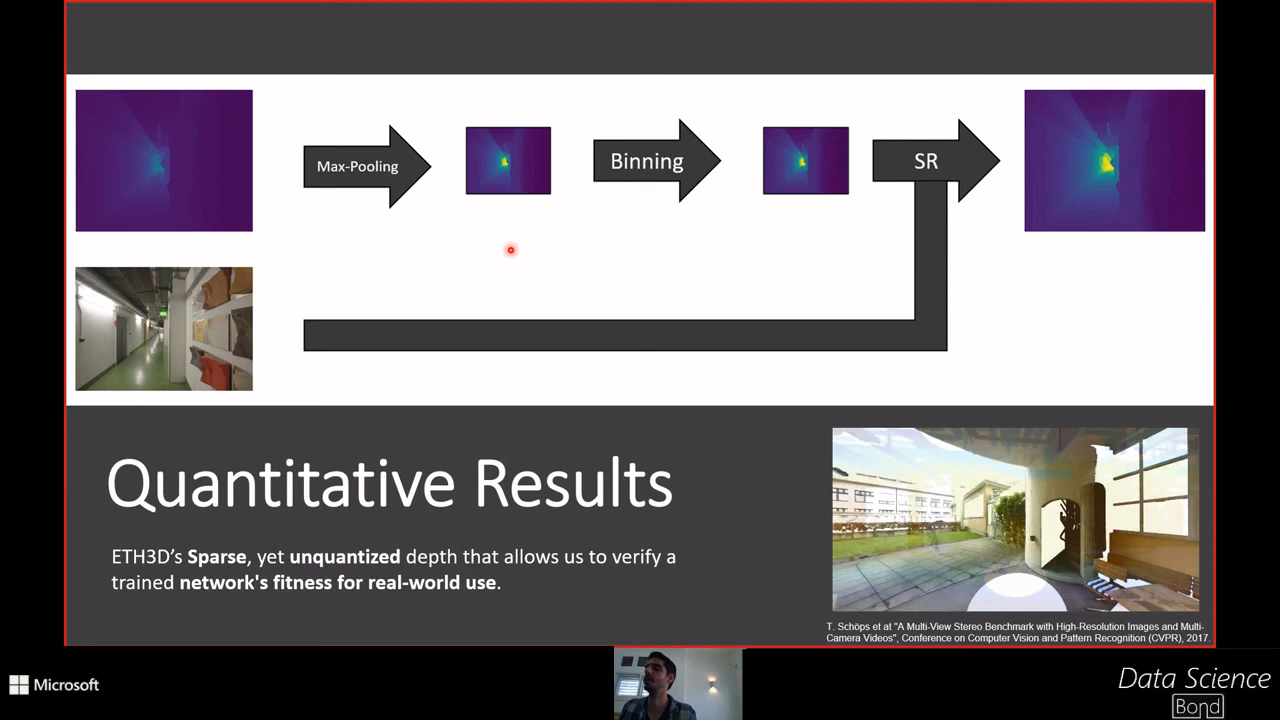 Max-Pooling
Binning
SR
Quantitative Results
ETH3D's Sparse, yet unquantized depth that allows us to verify a
trained network's fitness for real-world use.
T. Schöps et at "A Multi-View Stereo Benchmark with High-Resolution Images and Multi-
Camera Videos", Conference on Computer Vision and Pattern Recognition (CVPR), 2017.
Microsoft
Data Science
Bond